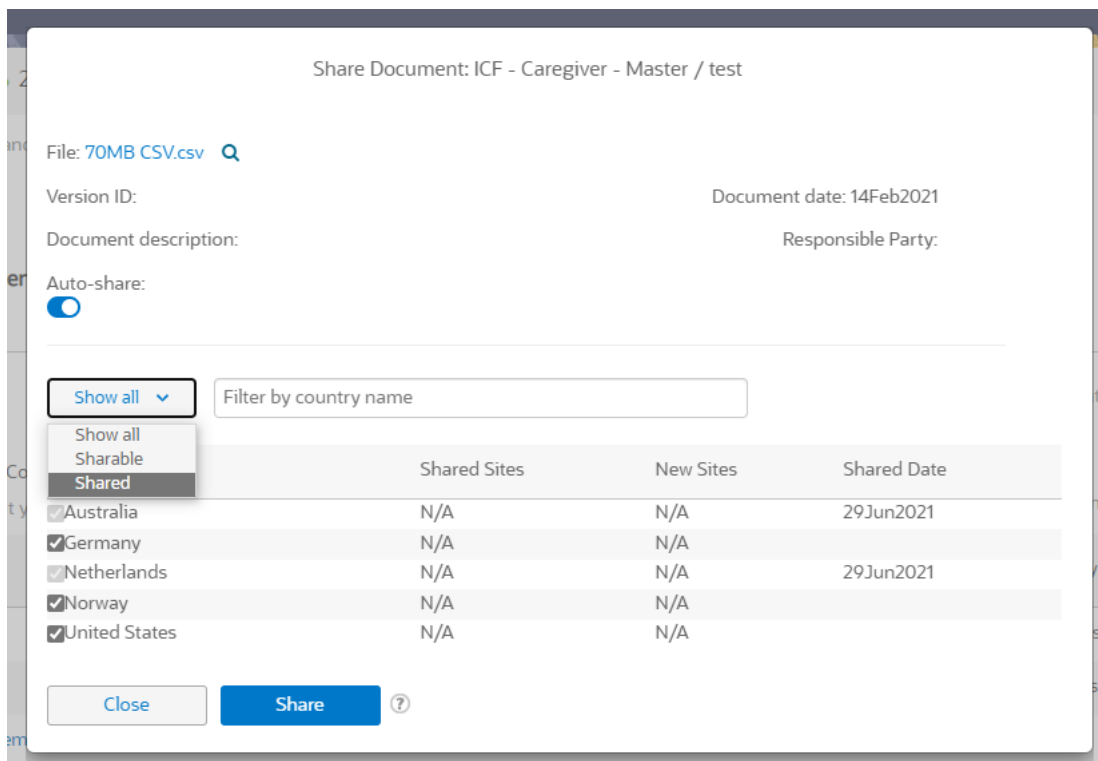 Share Document: ICF - Caregiver - Master / test
File: 70MB CSV.csv
Version ID: Document date: 14Feb2021
Document description: Responsible Party:
Auto-share:
Show all Filter by country name
Show all
Sharable
Shared
Shared Sites New Sites Shared Date
Australia N/A N/A 29Jun2021
Germany N/A N/A
Netherlands N/A N/A 29Jun2021
Norway N/A N/A
United States N/A N/A
Close Share ?